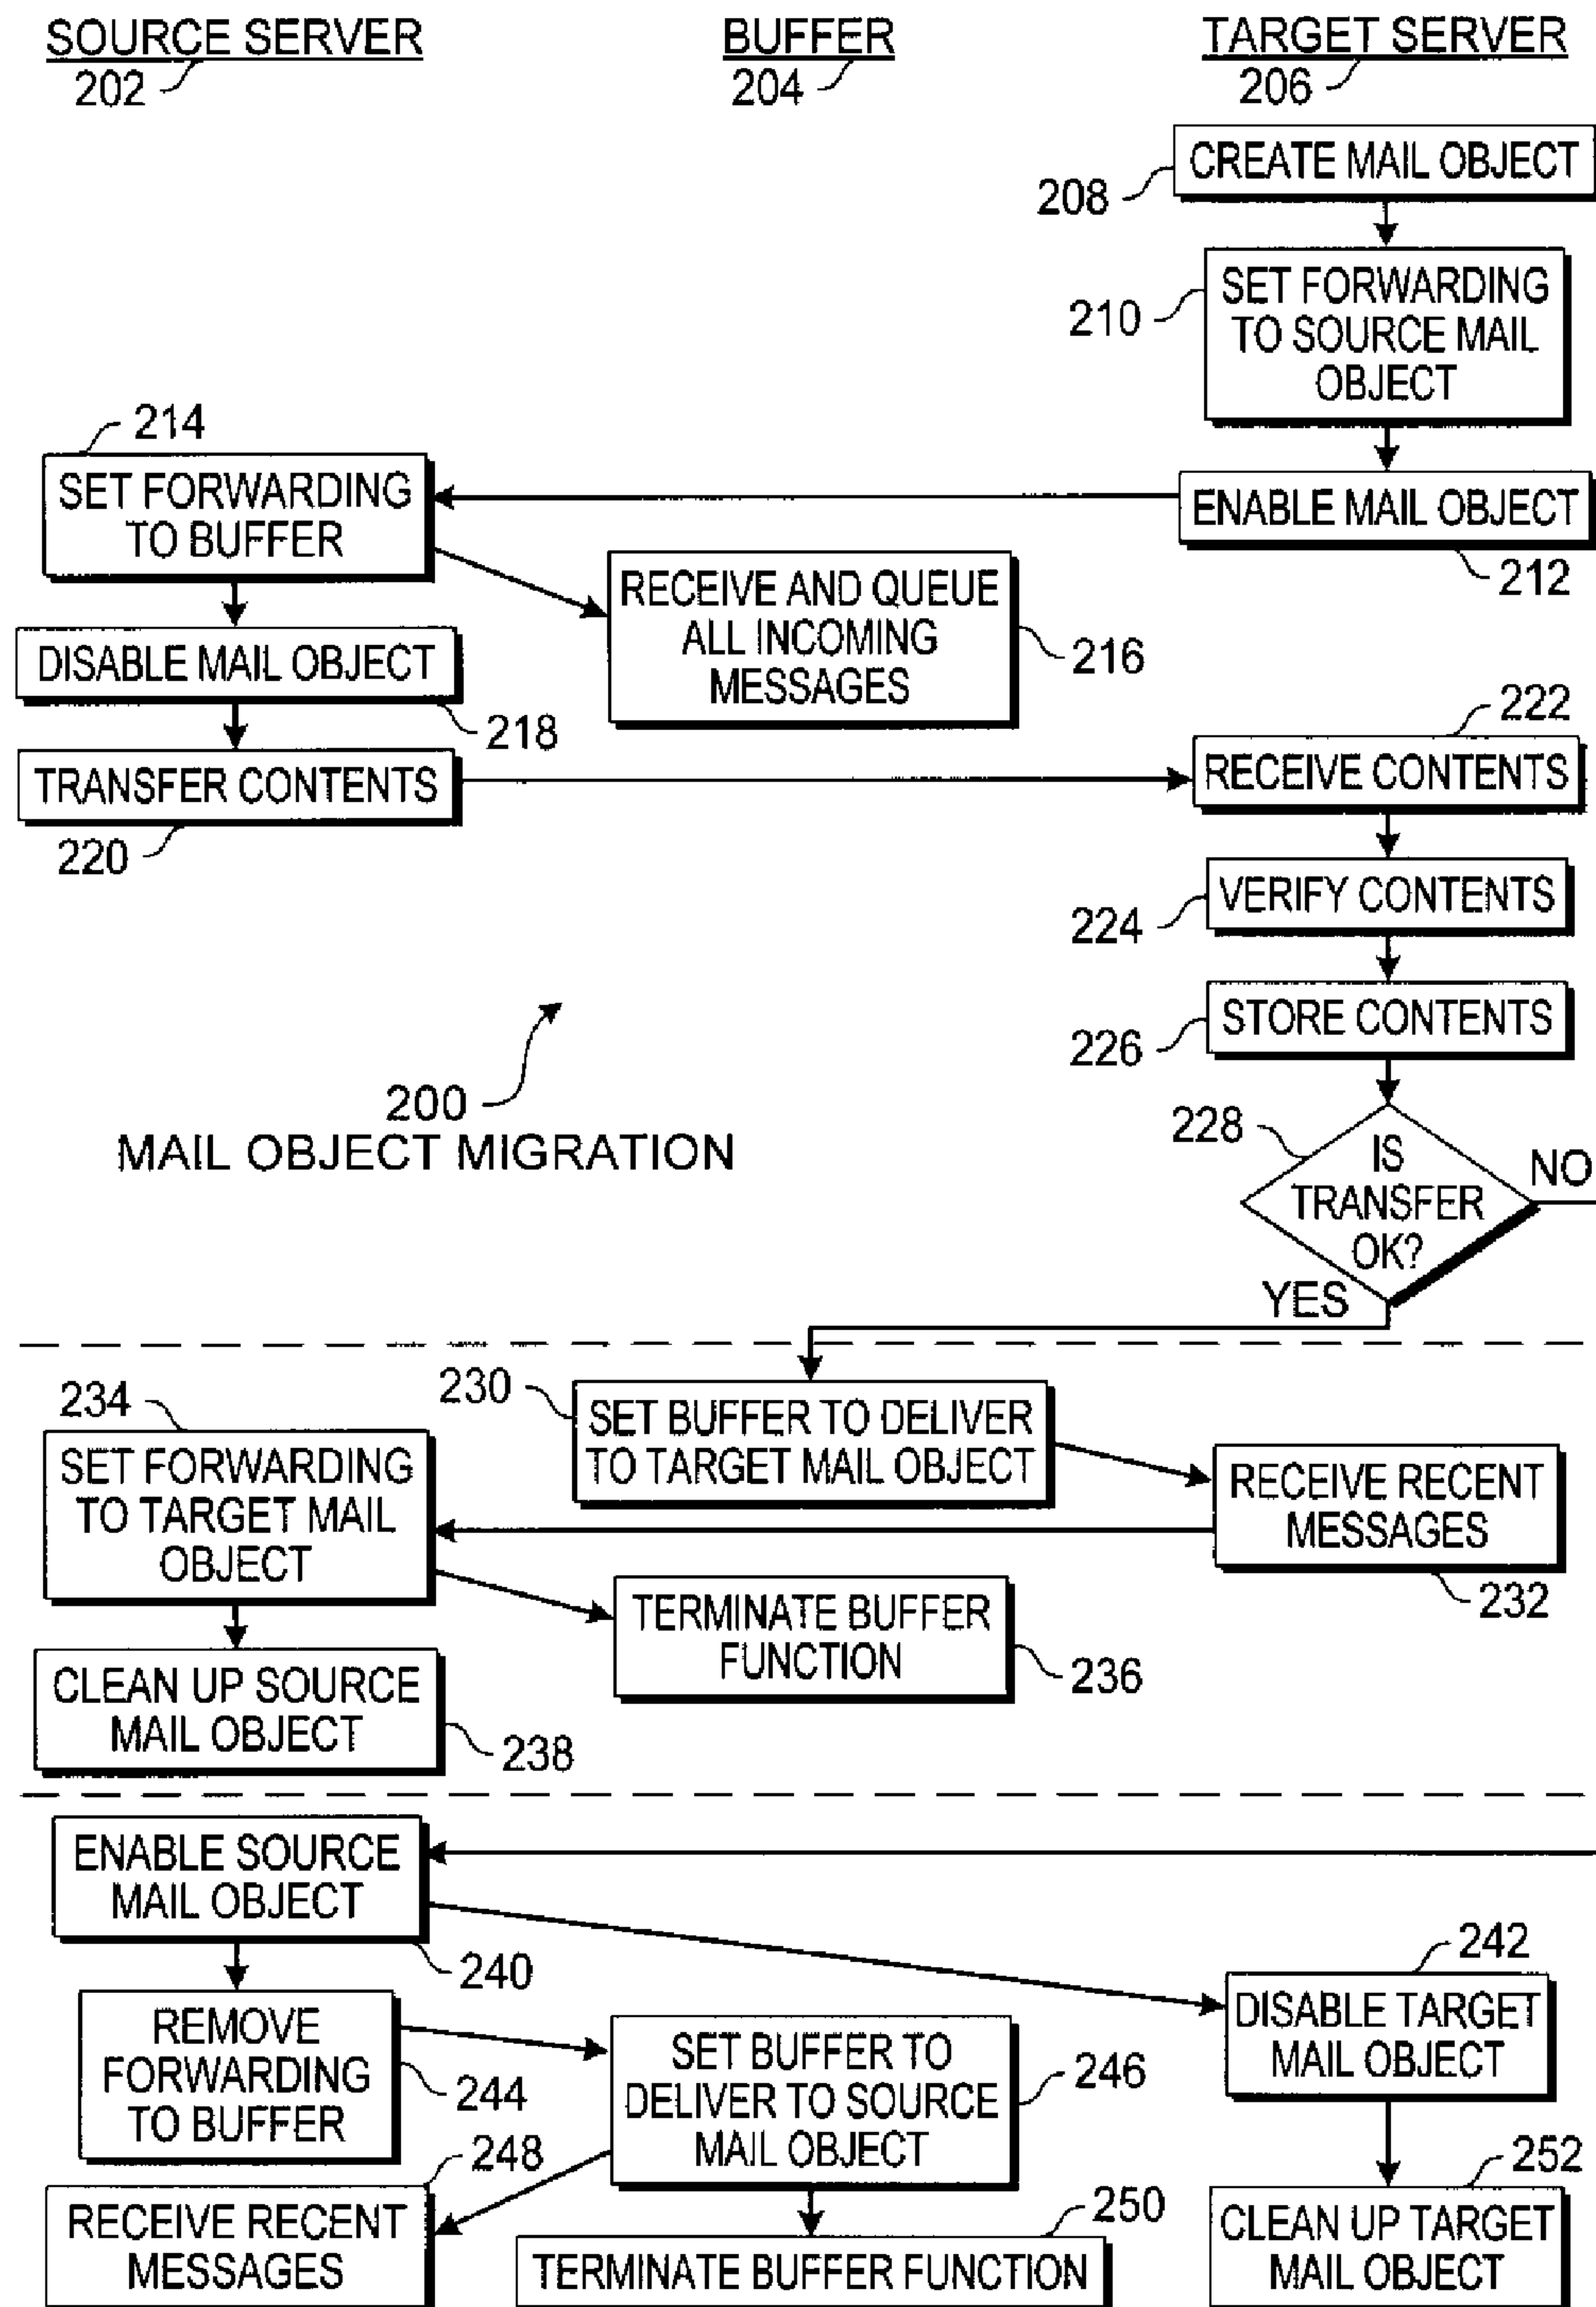 SOURCE SERVER
202
BUFFER
204
TARGET SERVER
206
CREATE MAIL OBJECT
208
SET FORWARDING
TO SOURCE MAIL
OBJECT
210
ENABLE MAIL OBJECT
212
214
SET FORWARDING
TO BUFFER
RECEIVE AND QUEUE
ALL INCOMING
MESSAGES
216
DISABLE MAIL OBJECT
218
TRANSFER CONTENTS
220
222
RECEIVE CONTENTS
VERIFY CONTENTS
224
STORE CONTENTS
226
200
MAIL OBJECT MIGRATION
228
IS
TRANSFER
OK?
NO
YES
230
SET BUFFER TO DELIVER
TO TARGET MAIL OBJECT
RECEIVE RECENT
MESSAGES
232
234
SET FORWARDING
TO TARGET MAIL
OBJECT
TERMINATE BUFFER
FUNCTION
236
CLEAN UP SOURCE
MAIL OBJECT
238
ENABLE SOURCE
MAIL OBJECT
240
242
DISABLE TARGET
MAIL OBJECT
REMOVE
FORWARDING
TO BUFFER
244
SET BUFFER TO
DELIVER TO SOURCE
MAIL OBJECT
246
248
RECEIVE RECENT
MESSAGES
250
TERMINATE BUFFER FUNCTION
252
CLEAN UP TARGET
MAIL OBJECT